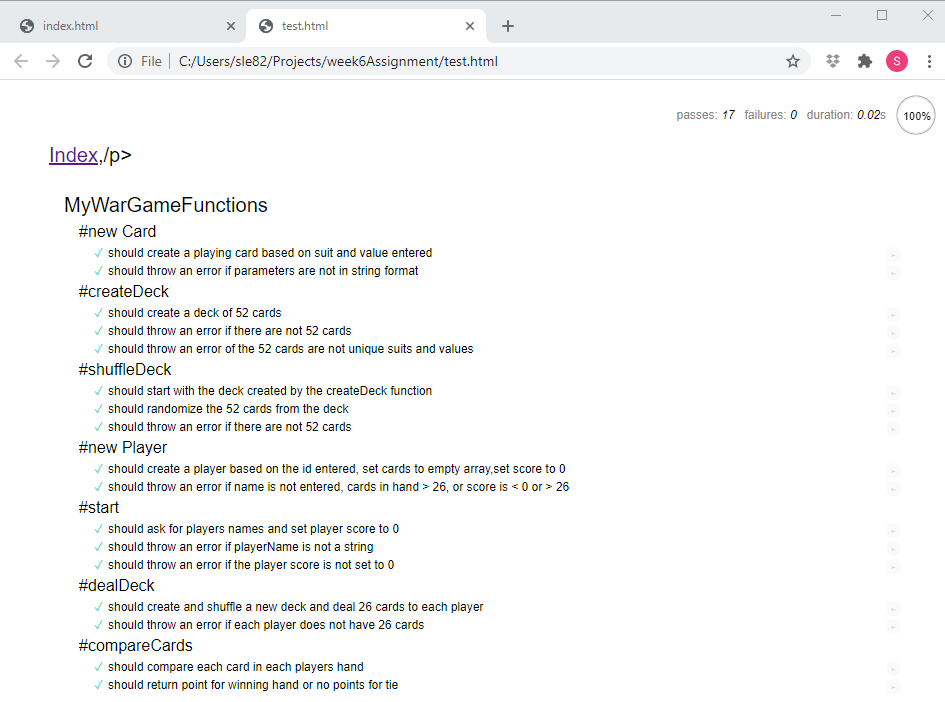 index.html
test.html
File
C:/Users/sle82/Projects/week6Assignment/test.html
S
passes: 17 failures: 0 duration: 0.02s 100%
Index,/p>
MyWarGameFunctions
#new Card
✓ should create a playing card based on suit and value entered
✓ should throw an error if parameters are not in string format
#createDeck
✓ should create a deck of 52 cards
✓ should throw an error if there are not 52 cards
✓ should throw an error of the 52 cards are not unique suits and values
#shuffleDeck
✓ should start with the deck created by the createDeck function
✓ should randomize the 52 cards from the deck
✓ should throw an error if there are not 52 cards
#new Player
✓ should create a player based on the id entered, set cards to empty array,set score to 0
✓ should throw an error if name is not entered, cards in hand > 26, or score is < 0 or > 26
#start
✓ should ask for players names and set player score to 0
✓ should throw an error if playerName is not a string
✓ should throw an error if the player score is not set to 0
#dealDeck
✓ should create and shuffle a new deck and deal 26 cards to each player
✓ should throw an error if each player does not have 26 cards
#compareCards
✓ should compare each card in each players hand
✓ should return point for winning hand or no points for tie